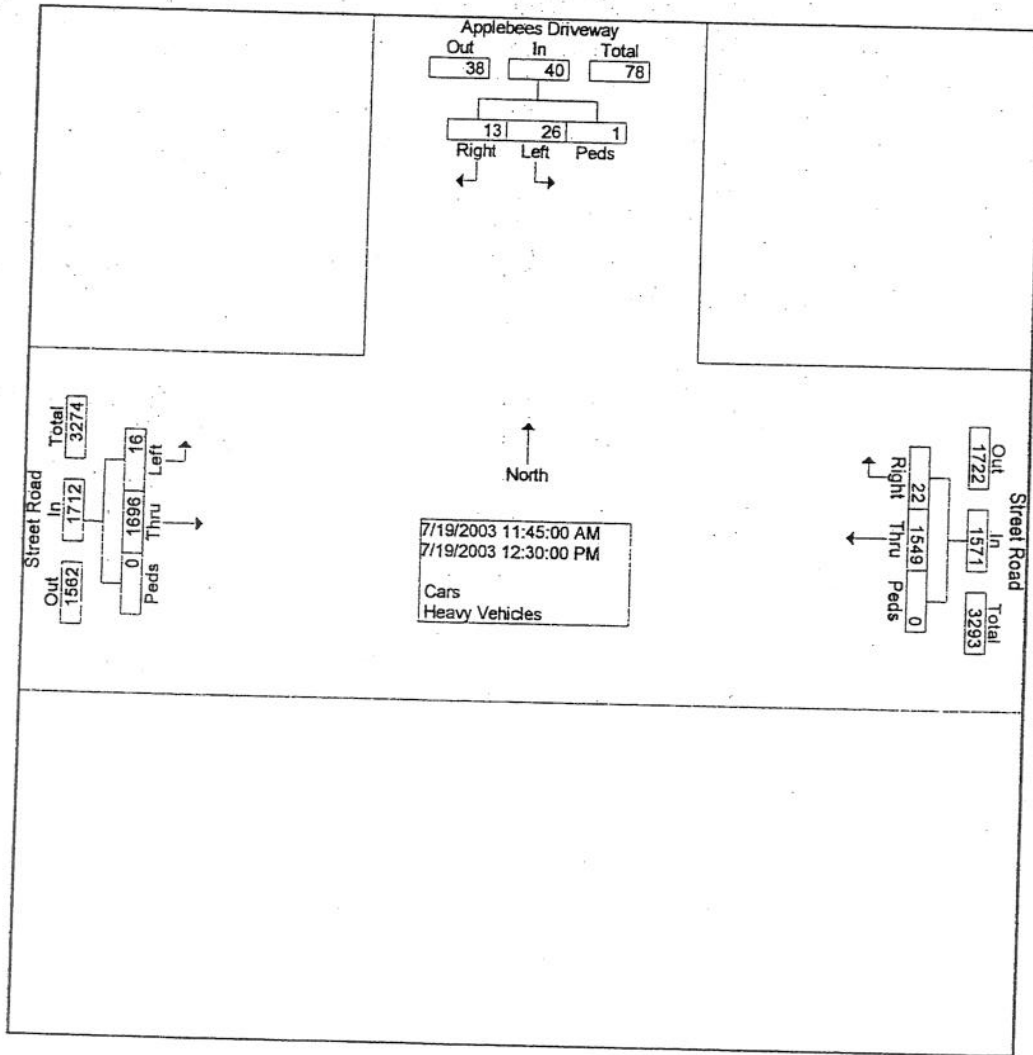 Applebees Driveway
Out In Total
38 40 78
13 26 1
Right Left Peds
Street Road
Total In Out
3274 1712 1562
16 1696 0
Left Thru Peds
North
7/19/2003 11:45:00 AM
7/19/2003 12:30:00 PM
Cars
Heavy Vehicles
Street Road
Out In Total
1722 1571 3293
22 1549 0
Right Thru Peds